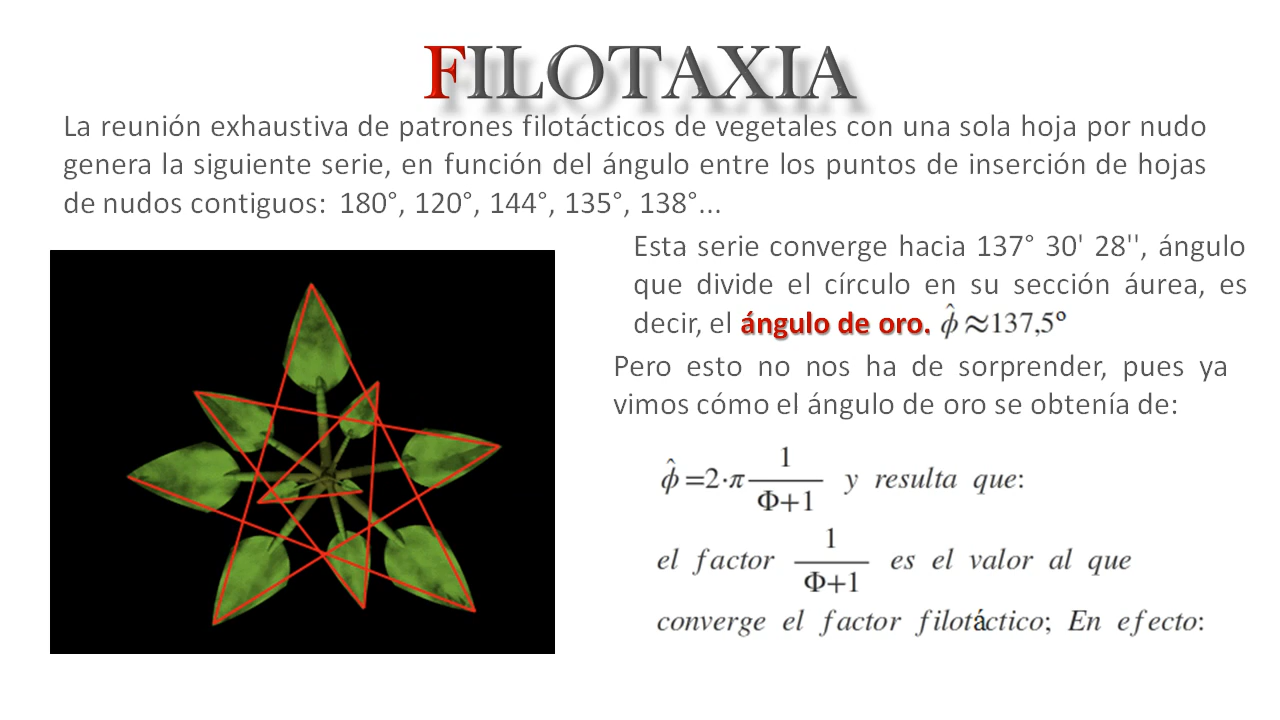 FILOTAXIA
La reunión exhaustiva de patrones filotácticos de vegetales con una sola hoja por nudo
genera la siguiente serie, en función del ángulo entre los puntos de inserción de hojas
de nudos contiguos: 180°, 120°, 144°, 135°, 138°...
Esta serie converge hacia 137° 30' 28'', ángulo
que divide el círculo en su sección áurea, es
decir, el ángulo de oro. ϕ̂ ≈137,5º
Pero esto no nos ha de sorprender, pues ya
vimos cómo el ángulo de oro se obtenía de:
ϕ̂ =2·π 1/(Φ+1) y resulta que:
el factor 1/(Φ+1) es el valor al que
converge el factor filotáctico; En efecto: